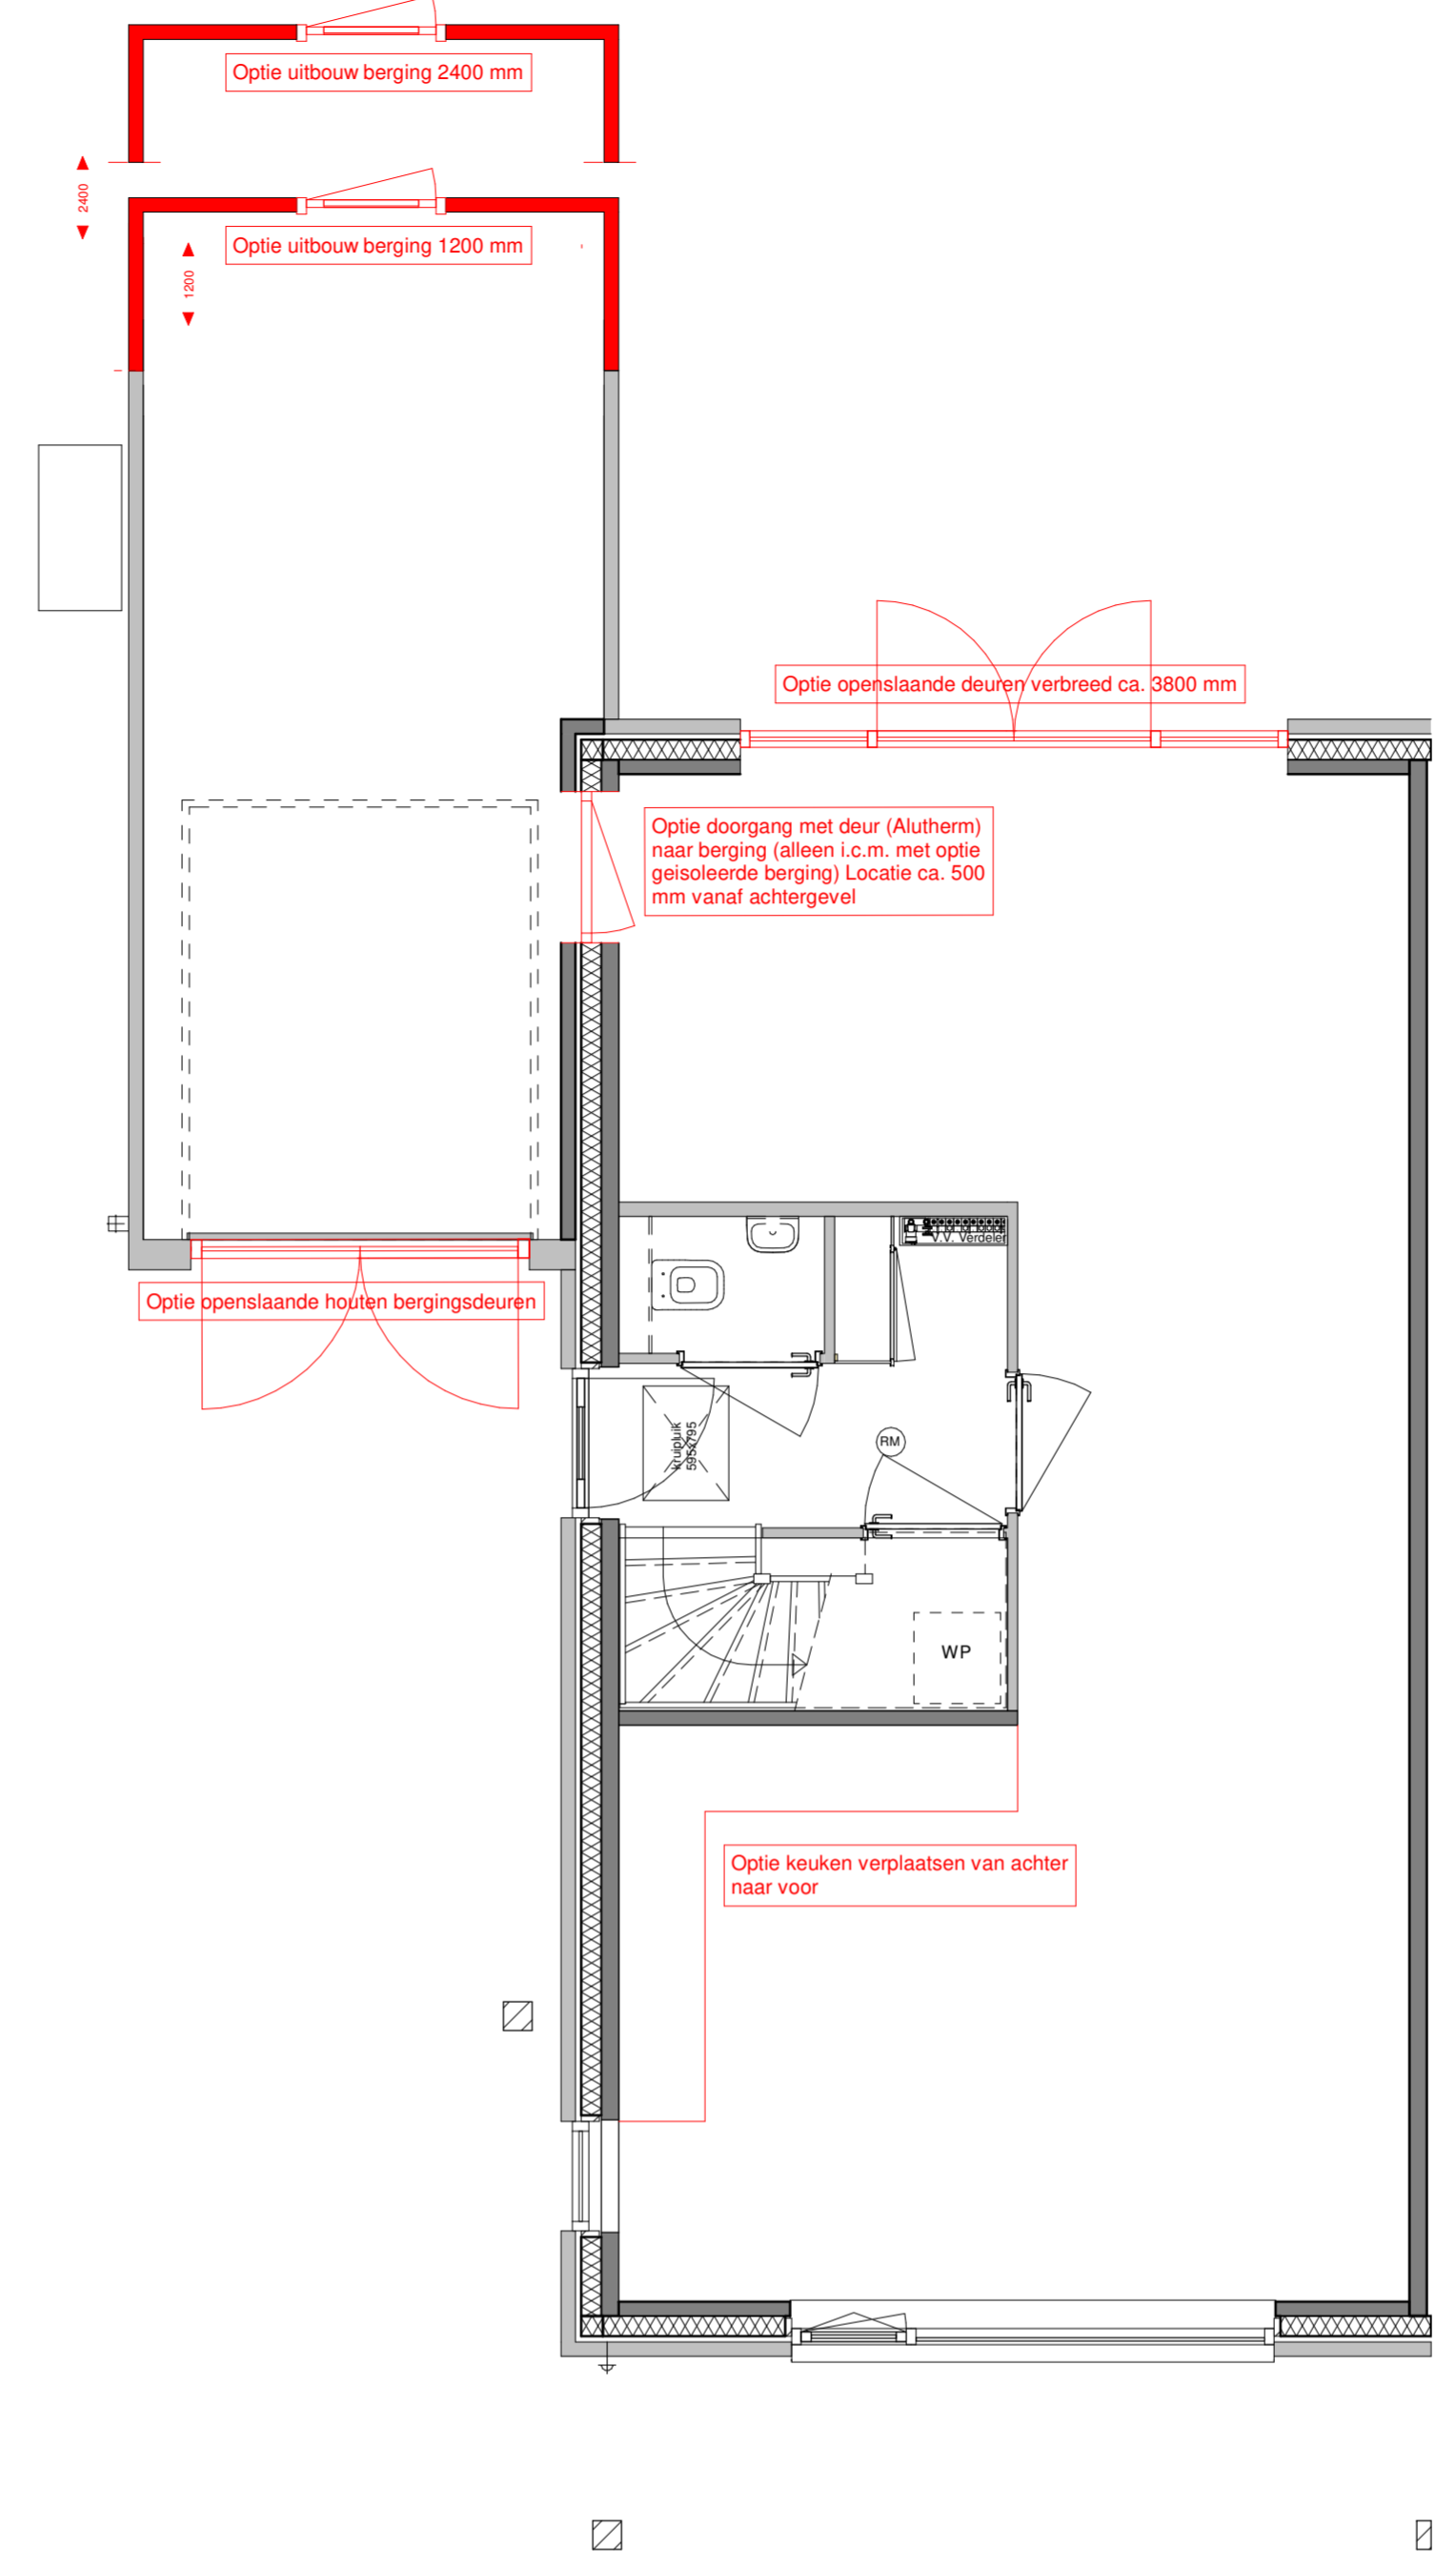 Optie uitbouw berging 2400 mm
2400
Optie uitbouw berging 1200 mm
1200
Optie openslaande deuren verbreed ca. 3800 mm
Optie doorgang met deur (Alutherm)
naar berging (alleen i.c.m. met optie
geisoleerde berging) Locatie ca. 500
mm vanaf achtergevel
V.V. Verdeler
Optie openslaande houten bergingsdeuren
kruipluik
595x795
RM
WP
Optie keuken verplaatsen van achter
naar voor